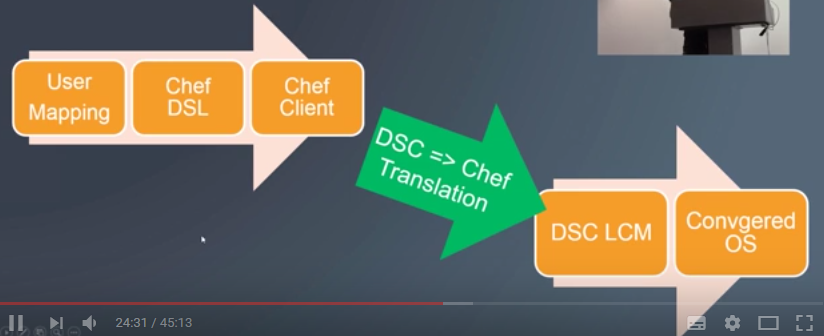 User
Mapping
Chef
DSL
Chef
Client
DSC => Chef
Translation
DSC LCM
Convgered
OS
24:31 / 45:13